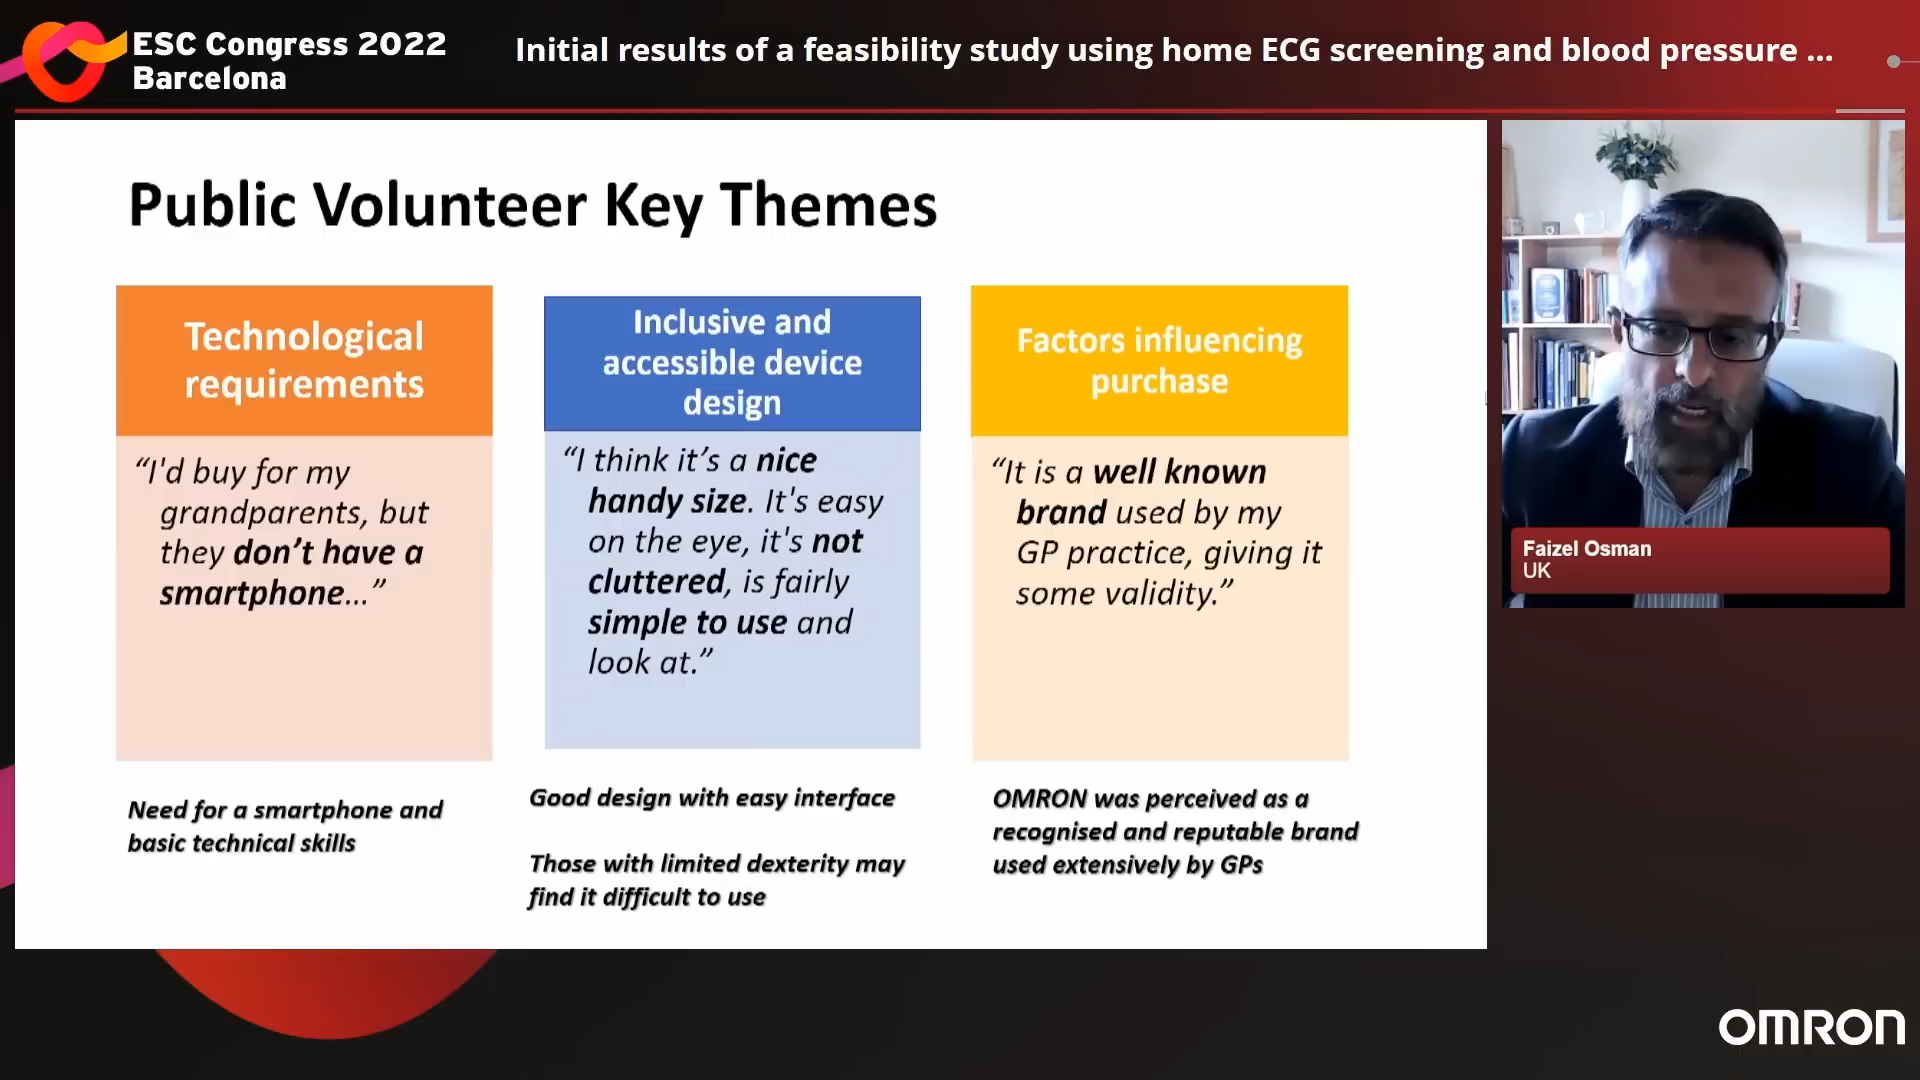 ESC Congress 2022
Barcelona
Initial results of a feasibility study using home ECG screening and blood pressure ...
Public Volunteer Key Themes
Technological
requirements
“I'd buy for my
grandparents, but
they don’t have a
smartphone…”
Need for a smartphone and
basic technical skills
Inclusive and
accessible device
design
“I think it’s a nice
handy size. It's easy
on the eye, it's not
cluttered, is fairly
simple to use and
look at.”
Good design with easy interface
Those with limited dexterity may
find it difficult to use
Factors influencing
purchase
“It is a well known
brand used by my
GP practice, giving it
some validity.”
OMRON was perceived as a
recognised and reputable brand
used extensively by GPs
Faizel Osman
UK
OMRON